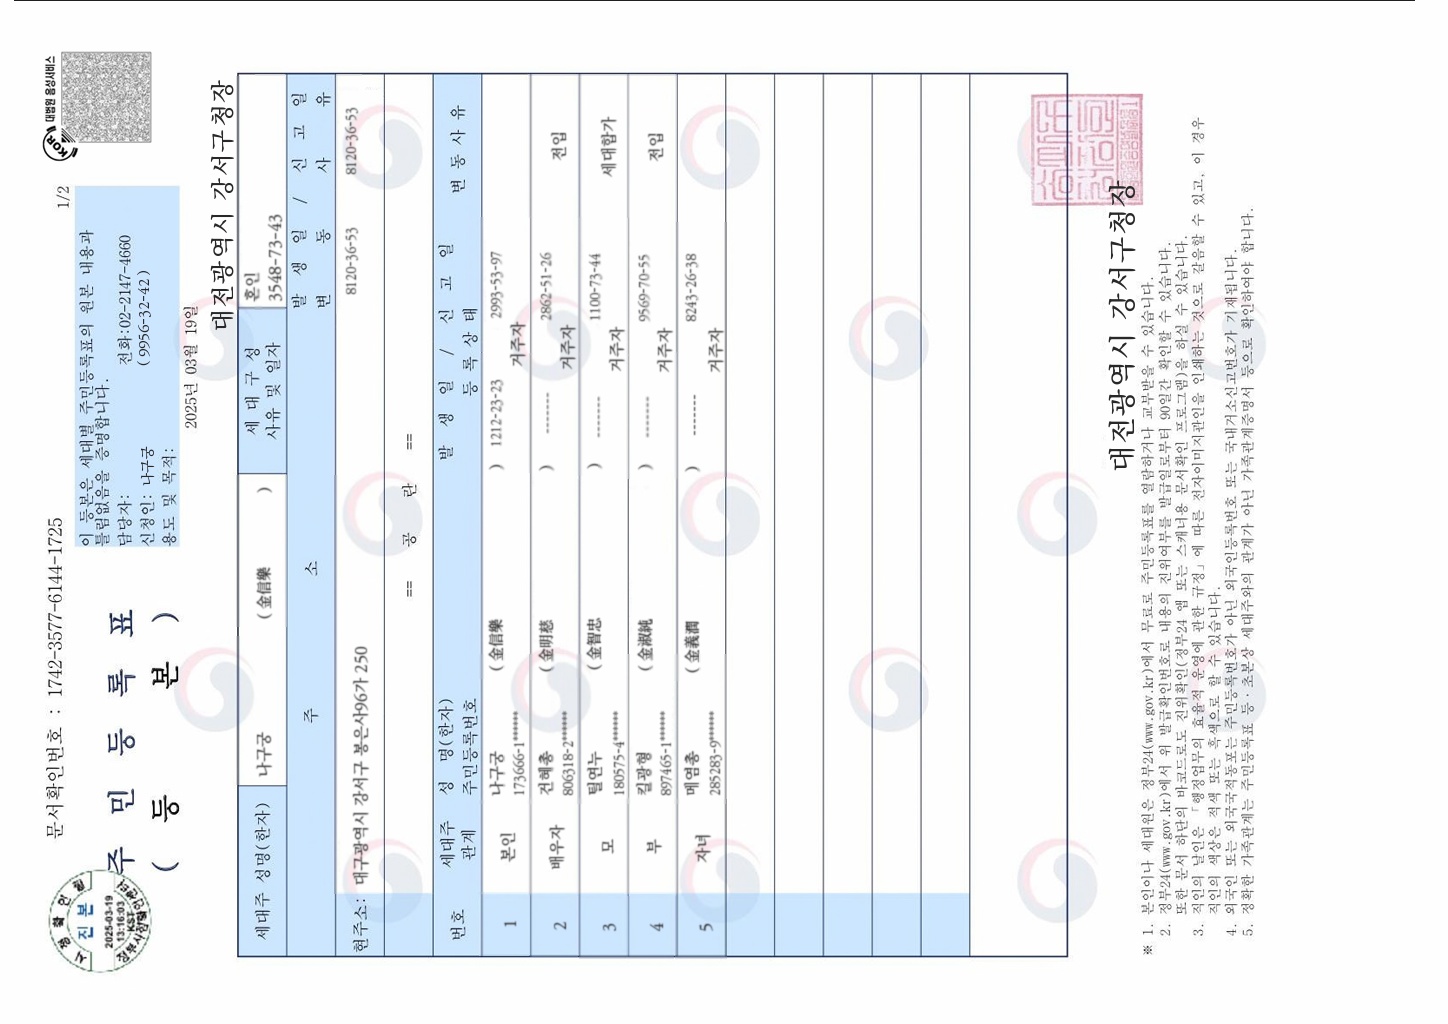 문서확인번호 : 1742-3577-6144-1725
1/2
대법원 음성서비스
KOR
주 민 등 록 표
( 등 본 )
이 등본은 세대별 주민등록표의 원본 내용과
틀림없음을 증명합니다.
담당자: 전화:02-2147-4660
신청인: 나구궁 (9956-32-42)
용도 및 목적:
2025년 03월 19일
대전광역시 강서구청장
시 점 확 인 필
진 본
2025-03-19
13:16:03
KST
세대주 성명(한자) 나구궁 (金信樂 ) 세 대 구 성 사유 및 일자 혼인 3548-73-43
주 소 발 생 일 / 신 고 일
변 동 사 유
현주소: 대구광역시 강서구 봉은사96가 250 8120-36-53 8120-36-53
== 공 란 ==
번호 세대주 관계 성 명(한자) 주민등록번호 발 생 일 / 신 고 일 등 록 상 태 변 동 사 유
1 본인 나구궁 (金信樂 ) 1212-23-23 2993-53-97
173666-1****** 거주자
2 배우자 건혜총 (金明慈 ) ------- 2862-51-26 전입
806318-2****** 거주자
3 모 틸연누 (金智忠 ) ------- 1100-73-44 세대합가
180575-4****** 거주자
4 부 킬광형 (金淑純 ) ------- 9569-70-55 전입
897465-1****** 거주자
5 자녀 메염총 (金義潤 ) ------- 8243-26-38
285283-9****** 거주자
대전광역시 강서구청장
※ 1. 본인이나 세대원은 정부24(www.gov.kr)에서 무료로 주민등록표를 열람하거나 교부받을 수 있습니다.
2. 정부24(www.gov.kr)에서 위 발급확인번호로 내용의 진위여부를 발급일로부터 90일간 확인할 수 있습니다.
또한 문서 하단의 바코드로도 진위확인(정부24 앱 또는 스캐너용 문서확인 프로그램)을 하실 수 있습니다.
3. 직인의 날인은 「행정업무의 효율적 운영에 관한 규정」에 따른 전자이미지관인을 인쇄하는 것으로 갈음할 수 있고, 이 경우
직인의 색상은 적색 또는 흑색으로 할 수 있습니다.
4. 외국인 또는 외국국적동포는 주민등록번호가 아닌 외국인등록번호 또는 국내거소신고번호가 기재됩니다.
5. 정확한 가족관계는 주민등록표 등·초본상 세대주와의 관계가 아닌 가족관계증명서 등으로 확인하여야 합니다.